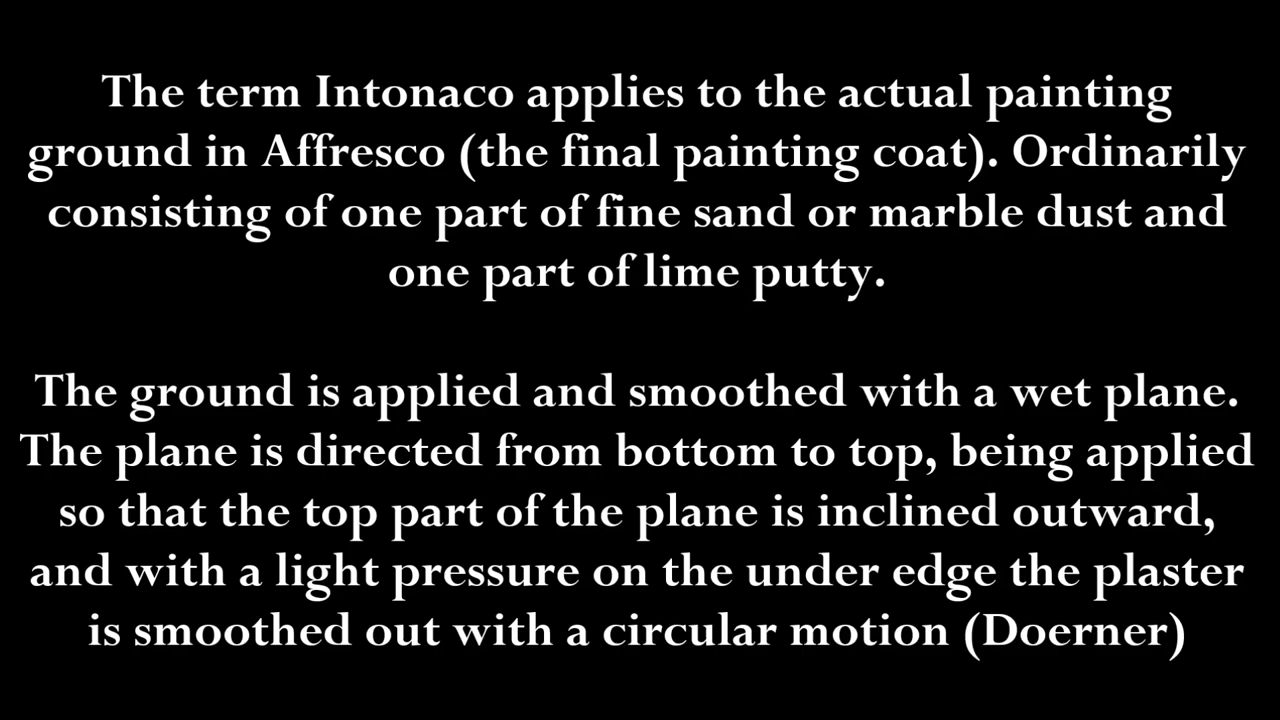 The term Intonaco applies to the actual painting
ground in Affresco (the final painting coat). Ordinarily
consisting of one part of fine sand or marble dust and
one part of lime putty.
The ground is applied and smoothed with a wet plane.
The plane is directed from bottom to top, being applied
so that the top part of the plane is inclined outward,
and with a light pressure on the under edge the plaster
is smoothed out with a circular motion (Doerner)